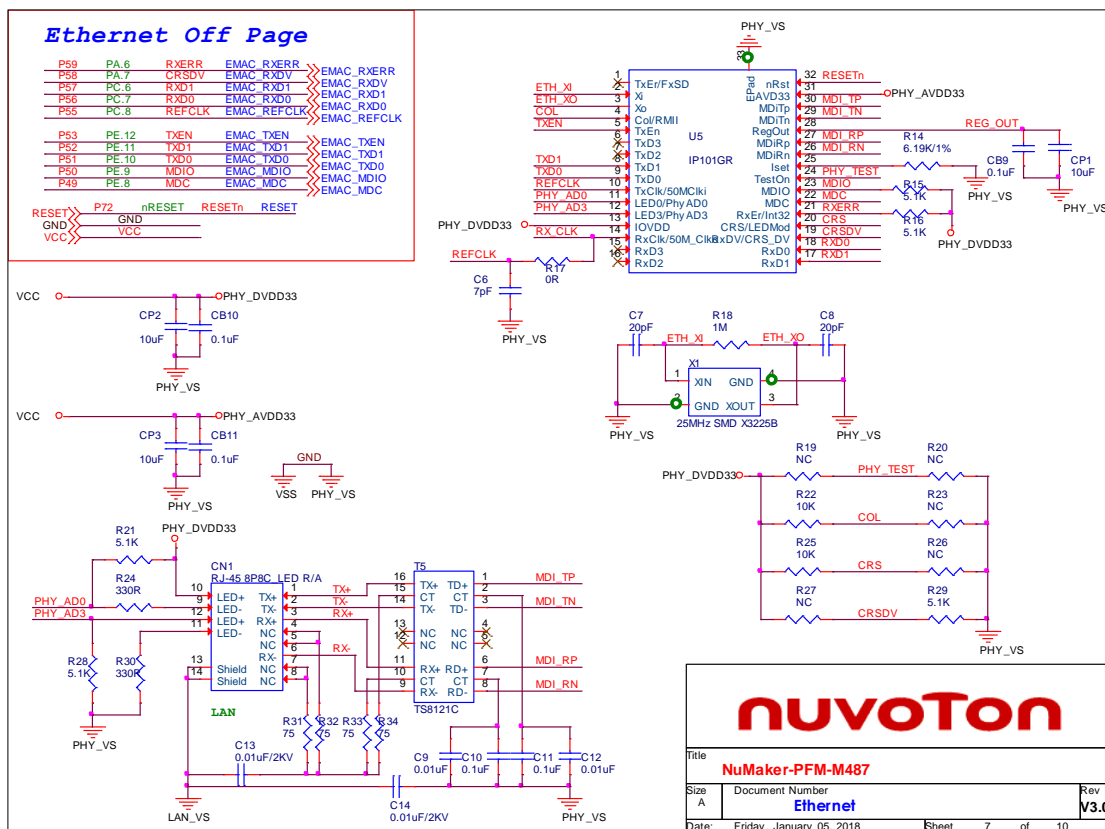 Ethernet Off Page
P59 PA.6 RXERR EMAC_RXERR EMAC_RXERR
P58 PA.7 CRSDV EMAC_RXDV EMAC_RXDV
P57 PC.6 RXD1 EMAC_RXD1 EMAC_RXD1
P56 PC.7 RXD0 EMAC_RXD0 EMAC_RXD0
P55 PC.8 REFCLK EMAC_REFCLK EMAC_REFCLK
P53 PE.12 TXEN EMAC_TXEN EMAC_TXEN
P52 PE.11 TXD1 EMAC_TXD1 EMAC_TXD1
P51 PE.10 TXD0 EMAC_TXD0 EMAC_TXD0
P50 PE.9 MDIO EMAC_MDIO EMAC_MDIO
P49 PE.8 MDC EMAC_MDC EMAC_MDC
RESET P72 nRESET RESETn RESET
GND GND
VCC VCC
PHY_VS
33
EPad
U5
IP101GR
1 TxEr/FxSD
ETH_XI 2 Xi
ETH_XO 3 Xo
COL 4 Col/RMII
TXEN 5 TxEn
6 TxD3
7 TxD2
TXD1 8 TxD1
TXD0 9 TxD0
REFCLK 10 TxClk/50MClki
PHY_AD0 11 LED0/PhyAD0
PHY_AD3 12 LED3/PhyAD3
PHY_DVDD33 13 IOVDD
RX_CLK 14 RxClk/50M_Clko
15 RxD3
16 RxD2
nRst 32 RESETn
EAVD33 31 PHY_AVDD33
MDiTp 30 MDI_TP
MDiTn 29 MDI_TN
RegOut 28 REG_OUT
MDiRp 27 MDI_RP
MDiRn 26 MDI_RN
Iset 25
TestOn 24 PHY_TEST
MDIO 23 MDIO
MDC 22 MDC
RxEr/Int32 21 RXERR
CRS/LEDMod 20 CRS
RxDV/CRS_DV 19 CRSDV
RxD0 18 RXD0
RxD1 17 RXD1
R14
6.19K/1%
PHY_VS
CB9
0.1uF
CP1
10uF
PHY_VS
R15
5.1K
R16
5.1K
PHY_DVDD33
REFCLK
R17
0R
C6
7pF
PHY_VS
VCC PHY_DVDD33
CP2
10uF
CB10
0.1uF
PHY_VS
VCC PHY_AVDD33
CP3
10uF
CB11
0.1uF
PHY_VS
GND
VSS PHY_VS
C7
20pF
R18
1M
C8
20pF
ETH_XI ETH_XO
X1
1 XIN GND 4
2 GND XOUT 3
25MHz SMD X3225B
PHY_VS PHY_VS
PHY_DVDD33
R19
NC
PHY_TEST
R20
NC
R22
10K
COL
R23
NC
R25
10K
CRS
R26
NC
R27
NC
CRSDV
R29
5.1K
PHY_VS
R21
5.1K
PHY_DVDD33
R24
330R
PHY_AD0
PHY_AD3
R28
5.1K
R30
330R
PHY_VS
CN1
RJ-45 8P8C_LED R/A
10 LED+ TX+ 1 TX+
9 LED- TX- 2 TX-
12 LED+ RX+ 3 RX+
11 LED- NC 4
NC 5
RX- 6 RX-
13 Shield NC 7
14 Shield NC 8
LAN
T5
16 TX+ TD+ 1 MDI_TP
15 CT CT 2
14 TX- TD- 3 MDI_TN
13 NC NC 4
12 NC NC 5
11 RX+ RD+ 6 MDI_RP
10 CT CT 7
9 RX- RD- 8 MDI_RN
TS8121C
R31
75
R32
75
R33
75
R34
75
C13
0.01uF/2KV
C14
0.01uF/2KV
C9
0.01uF
C10
0.1uF
C11
0.1uF
C12
0.01uF
LAN_VS
PHY_VS
nuvoTon
Title
NuMaker-PFM-M487
Size
A
Document Number
Ethernet
Rev
V3.0
Date: Friday, January 05, 2018 Sheet 7 of 10